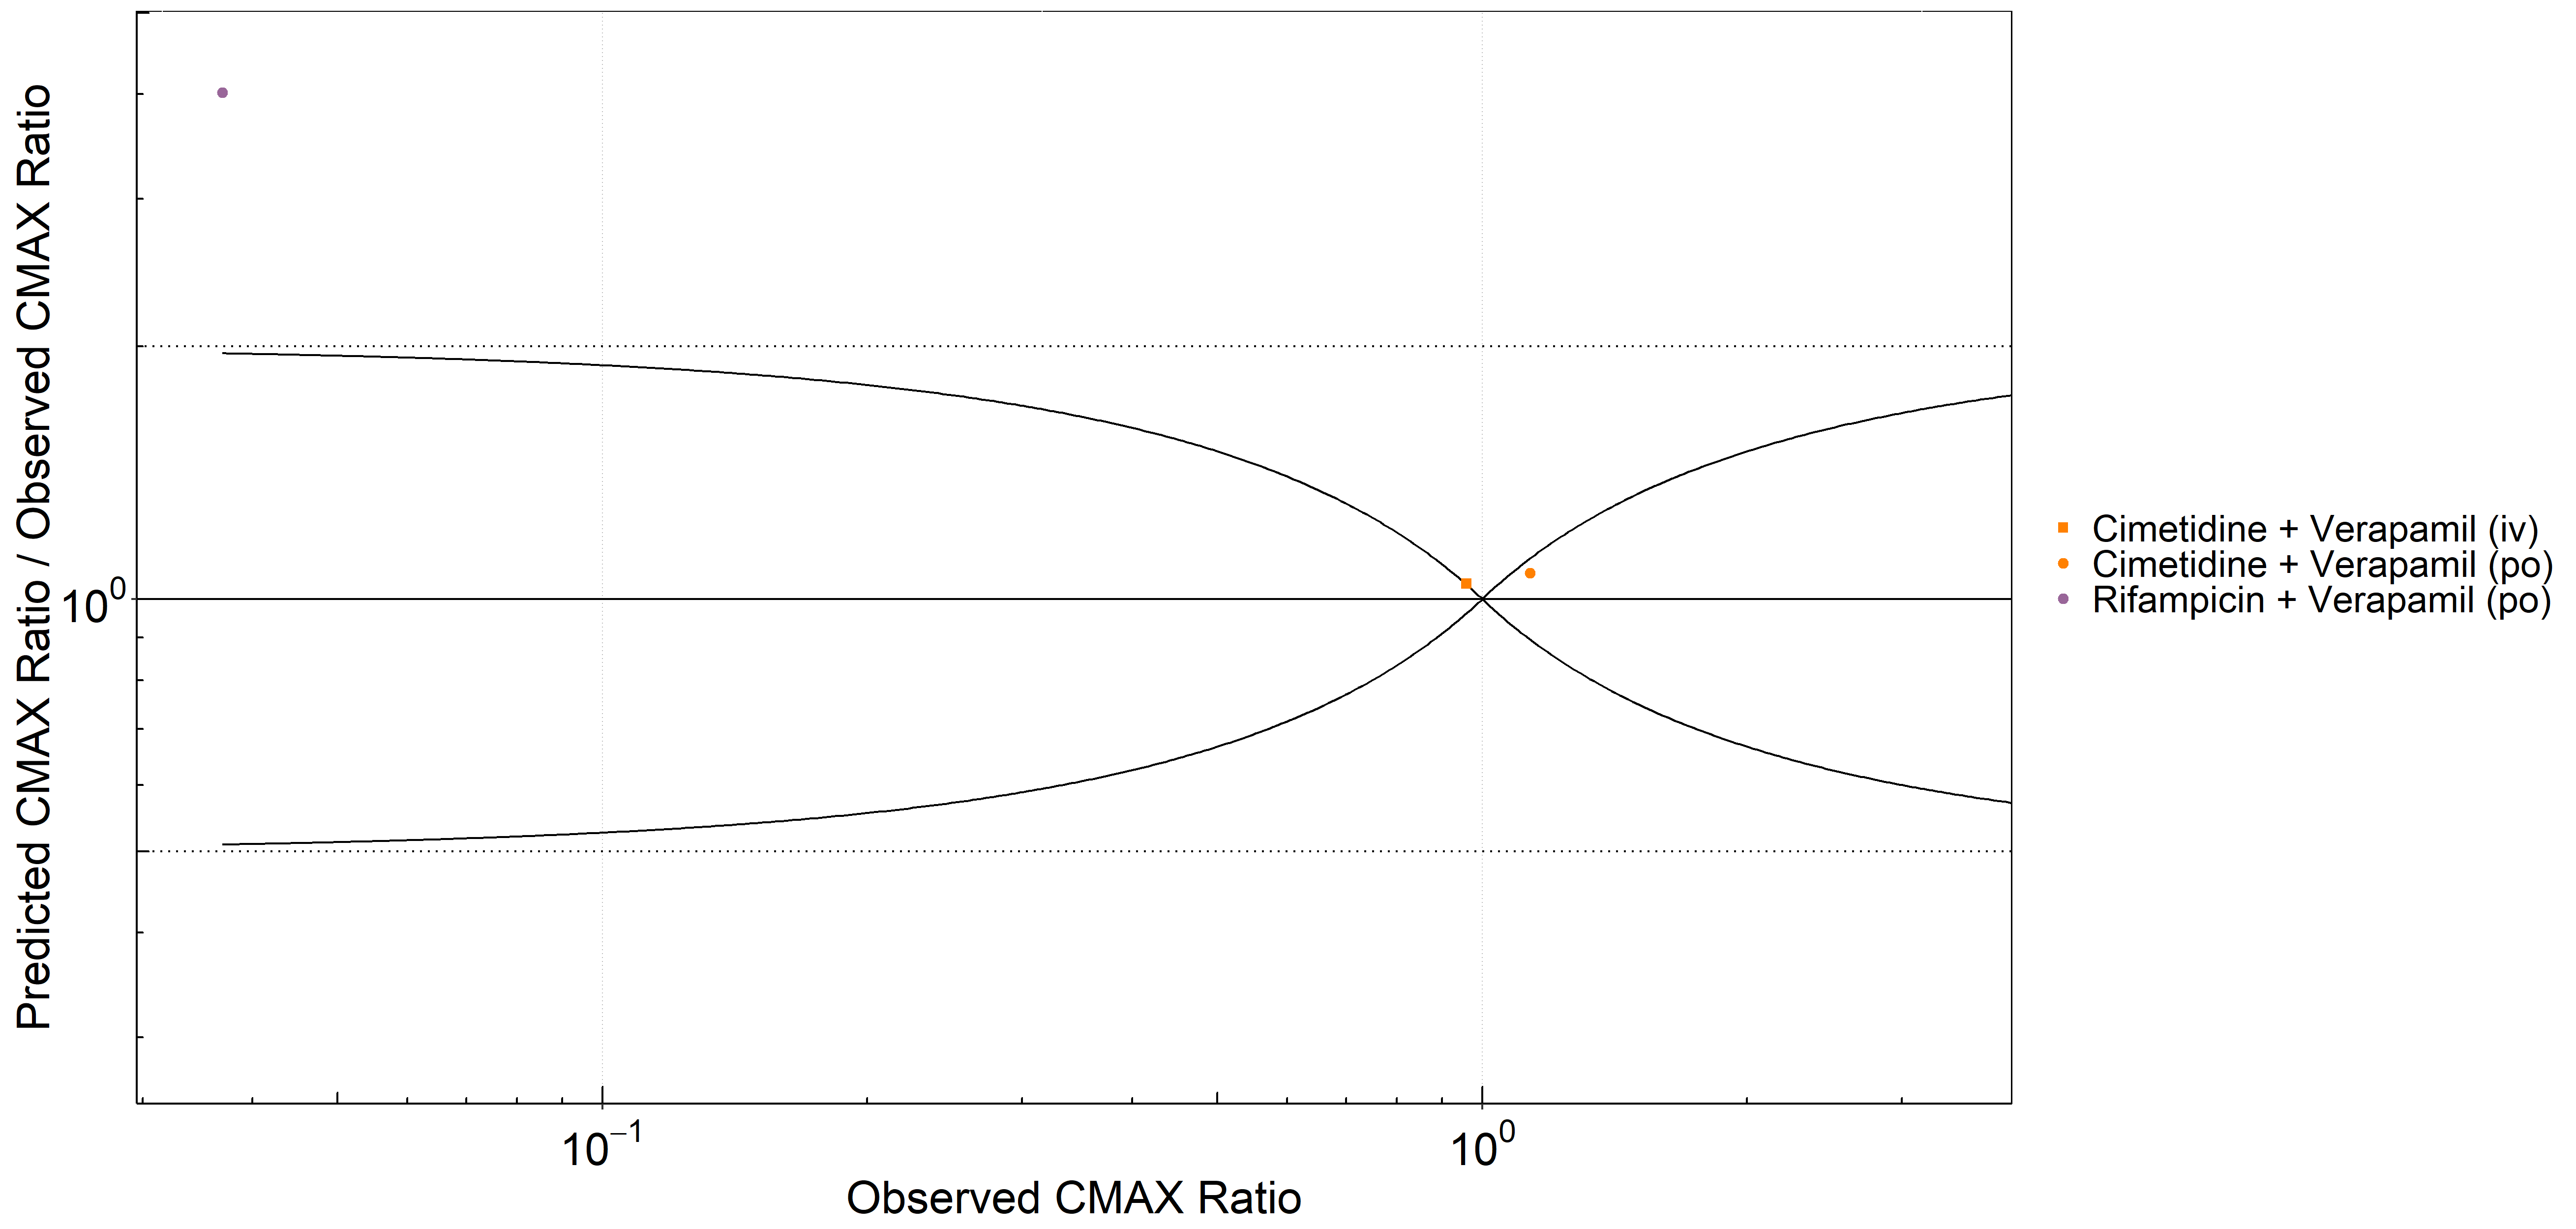 Predicted CMAX Ratio / Observed CMAX Ratio
10⁰
10⁻¹
10⁰
Observed CMAX Ratio
Cimetidine + Verapamil (iv)
Cimetidine + Verapamil (po)
Rifampicin + Verapamil (po)